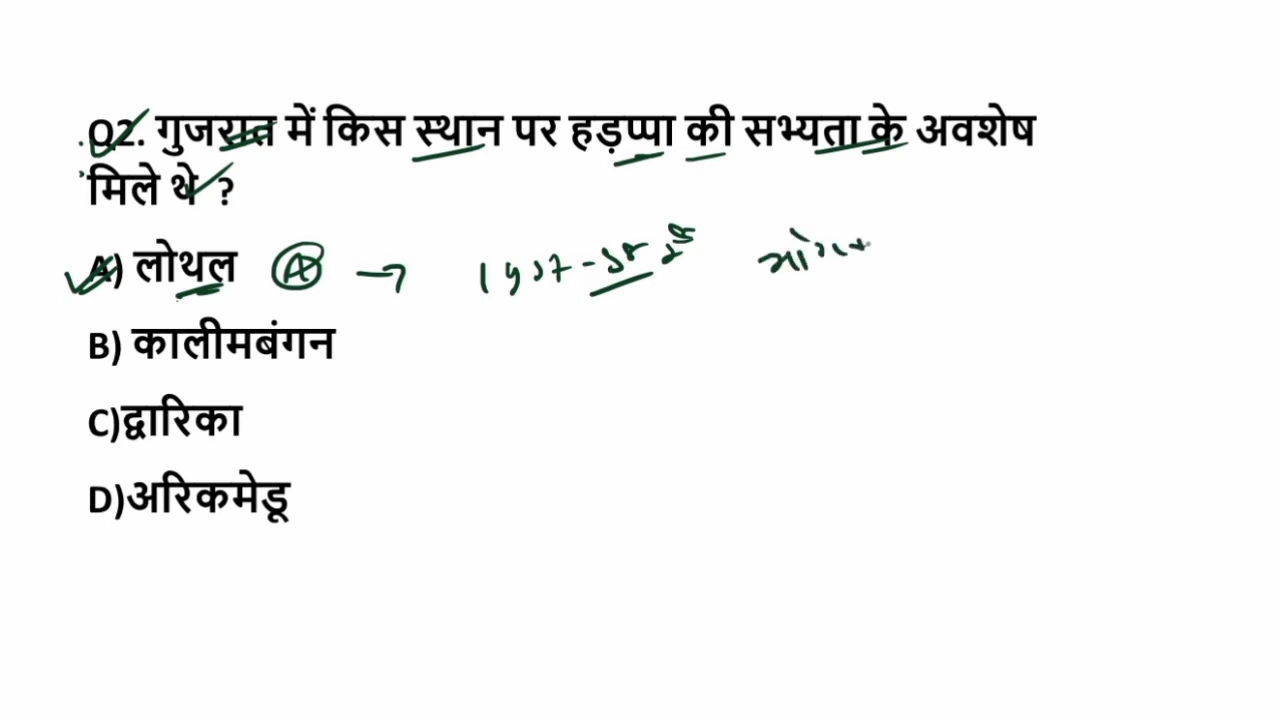 Q2. गुजरात में किस स्थान पर हड़प्पा की सभ्यता के अवशेष
मिले थे ?
A) लोथल A →
B) कालीमबंगन
C)द्वारिका
D)अरिकमेडू